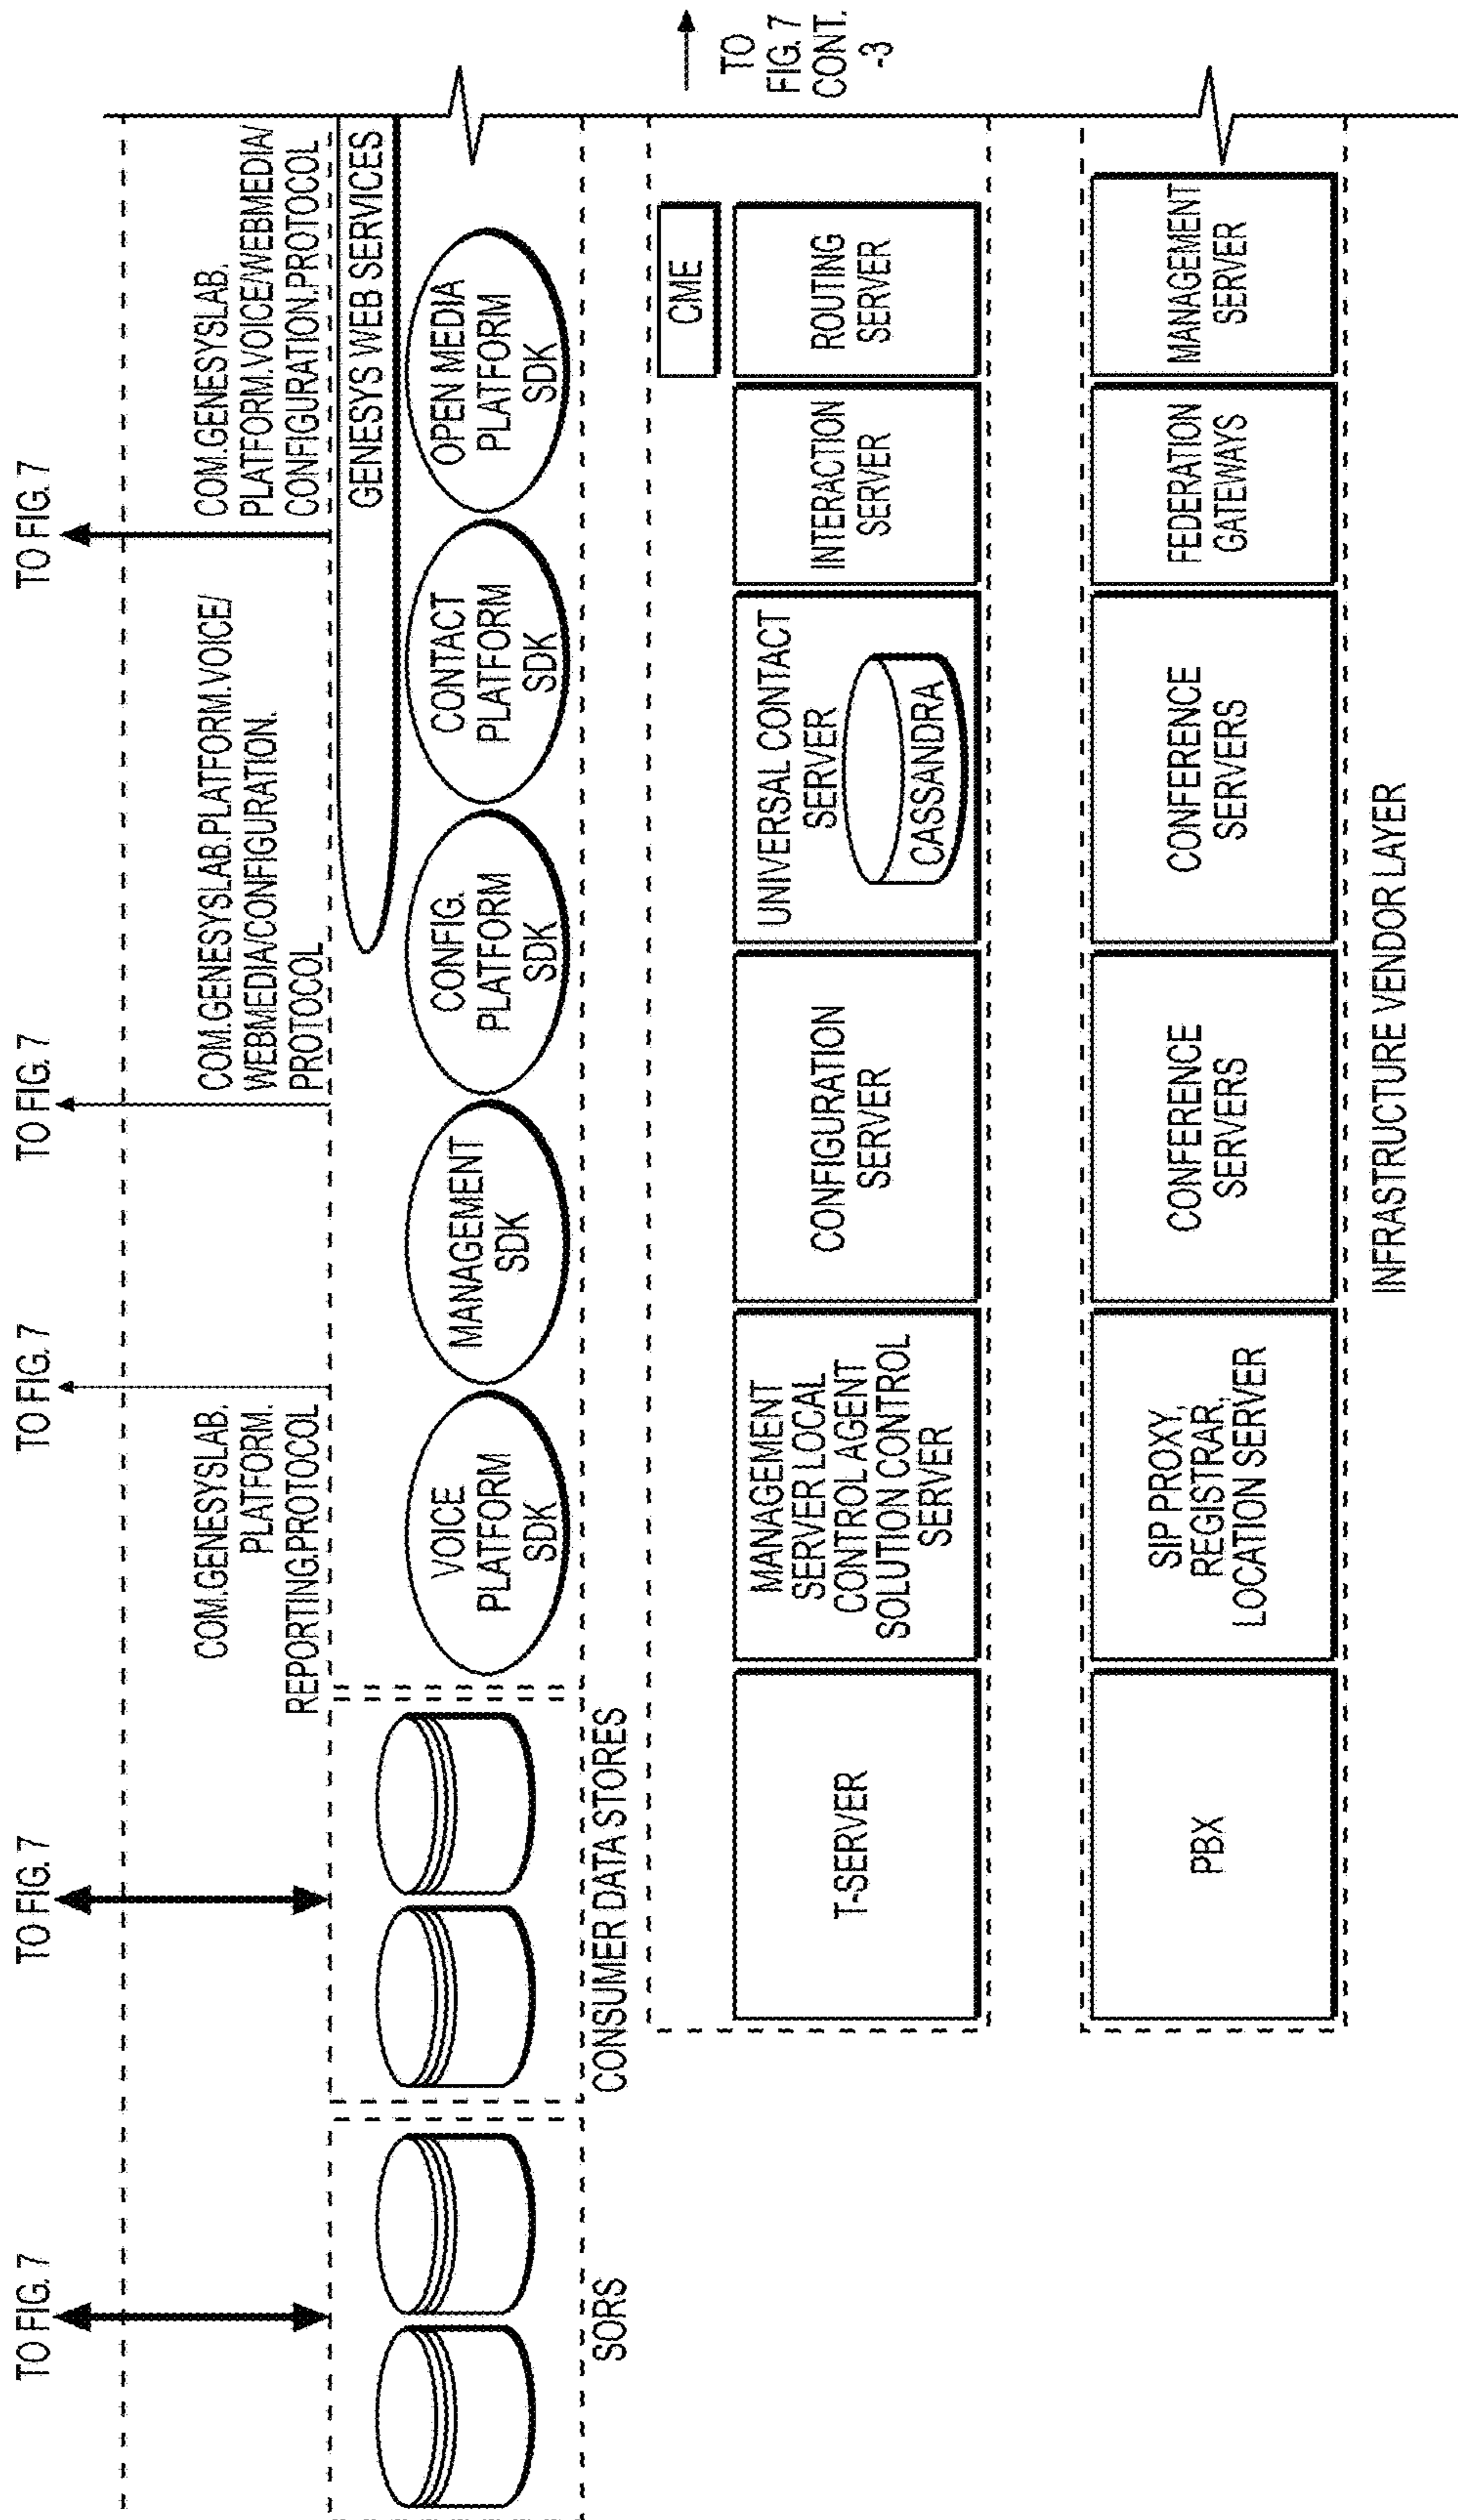 TO FIG. 7
TO FIG. 7
TO FIG. 7
TO FIG. 7
TO FIG. 7
COM.GENESYSLAB.
PLATFORM.
REPORTING.PROTOCOL
COM.GENESYSLAB.PLATFORM.VOICE/
WEBMEDIA/CONFIGURATION.
PROTOCOL
COM.GENESYSLAB.
PLATFORM.VOICE/WEBMEDIA/
CONFIGURATION.PROTOCOL
GENESYS WEB SERVICES
VOICE
PLATFORM
SDK
MANAGEMENT
SDK
CONFIG.
PLATFORM
SDK
CONTACT
PLATFORM
SDK
OPEN MEDIA
PLATFORM
SDK
SORS
CONSUMER DATA STORES
CME
TO
FIG. 7
CONT.
-3
T-SERVER
MANAGEMENT
SERVER LOCAL
CONTROL AGENT
SOLUTION CONTROL
SERVER
CONFIGURATION
SERVER
UNIVERSAL CONTACT
SERVER
CASSANDRA
INTERACTION
SERVER
ROUTING
SERVER
PBX
SIP PROXY,
REGISTRAR,
LOCATION SERVER
CONFERENCE
SERVERS
CONFERENCE
SERVERS
FEDERATION
GATEWAYS
MANAGEMENT
SERVER
INFRASTRUCTURE VENDOR LAYER